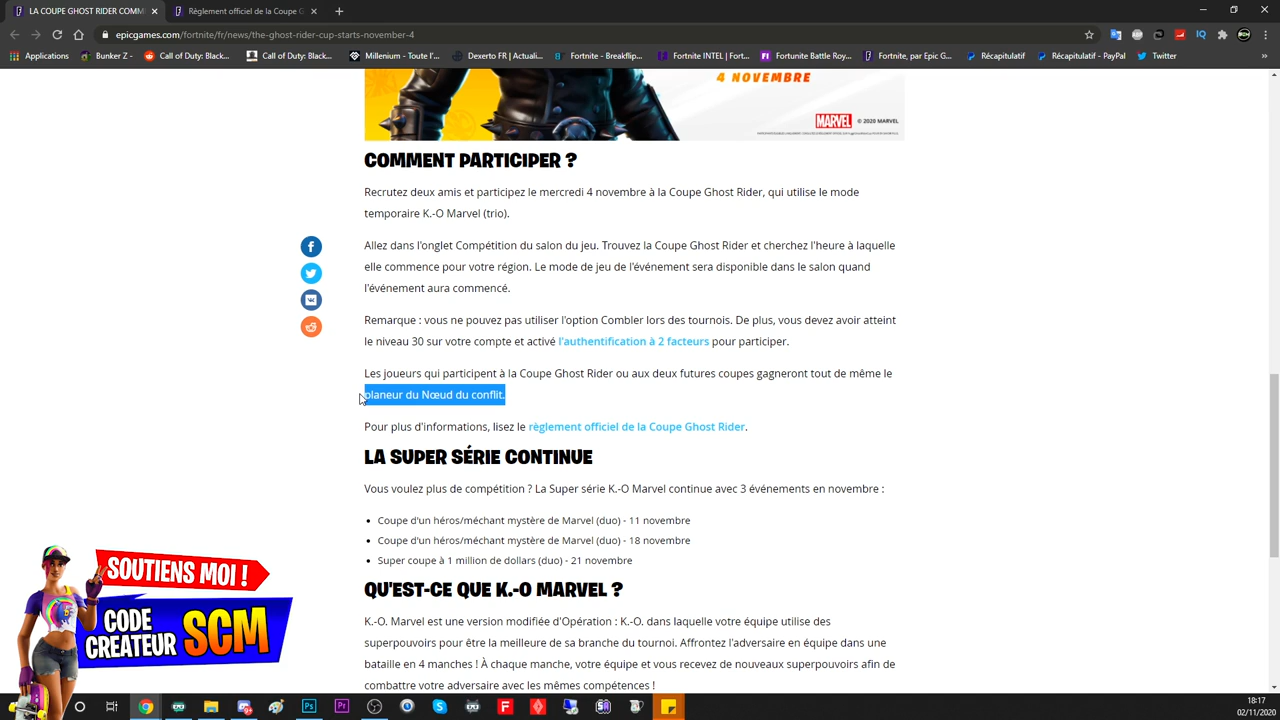 LA COUPE GHOST RIDER COMM
Règlement officiel de la Coupe G
epicgames.com/fortnite/fr/news/the-ghost-rider-cup-starts-november-4
Applications
Bunker Z -
Call of Duty: Black...
Call of Duty: Blac...
Millenium - Toute l'...
Dexerto FR | Actuali...
Fortnite - Breakflip...
Fortnite INTEL | Fort...
Fortunite Battle Roy...
Fortnite, par Epic G...
Récapitulatif
Récapitulatif - PayPal
Twitter
»
4 NOVEMBRE
MARVEL
© 2020 MARVEL
COMMENT PARTICIPER ?
Recrutez deux amis et participez le mercredi 4 novembre à la Coupe Ghost Rider, qui utilise le mode
temporaire K.-O Marvel (trio).
Allez dans l'onglet Compétition du salon du jeu. Trouvez la Coupe Ghost Rider et cherchez l'heure à laquelle
elle commence pour votre région. Le mode de jeu de l'événement sera disponible dans le salon quand
l'événement aura commencé.
Remarque : vous ne pouvez pas utiliser l'option Combler lors des tournois. De plus, vous devez avoir atteint
le niveau 30 sur votre compte et activé l'authentification à 2 facteurs pour participer.
Les joueurs qui participent à la Coupe Ghost Rider ou aux deux futures coupes gagneront tout de même le
planeur du Nœud du conflit.
Pour plus d'informations, lisez le règlement officiel de la Coupe Ghost Rider.
LA SUPER SÉRIE CONTINUE
Vous voulez plus de compétition ? La Super série K.-O Marvel continue avec 3 événements en novembre :
• Coupe d'un héros/méchant mystère de Marvel (duo) - 11 novembre
• Coupe d'un héros/méchant mystère de Marvel (duo) - 18 novembre
• Super coupe à 1 million de dollars (duo) - 21 novembre
QU'EST-CE QUE K.-O MARVEL ?
K.-O. Marvel est une version modifiée d'Opération : K.-O. dans laquelle votre équipe utilise des
superpouvoirs pour être la meilleure de sa branche du tournoi. Affrontez l'adversaire en équipe dans une
bataille en 4 manches ! À chaque manche, votre équipe et vous recevez de nouveaux superpouvoirs afin de
combattre votre adversaire avec les mêmes compétences !
SOUTIENS MOI !
CODE
CREATEUR
SCM
18:17
02/11/2020